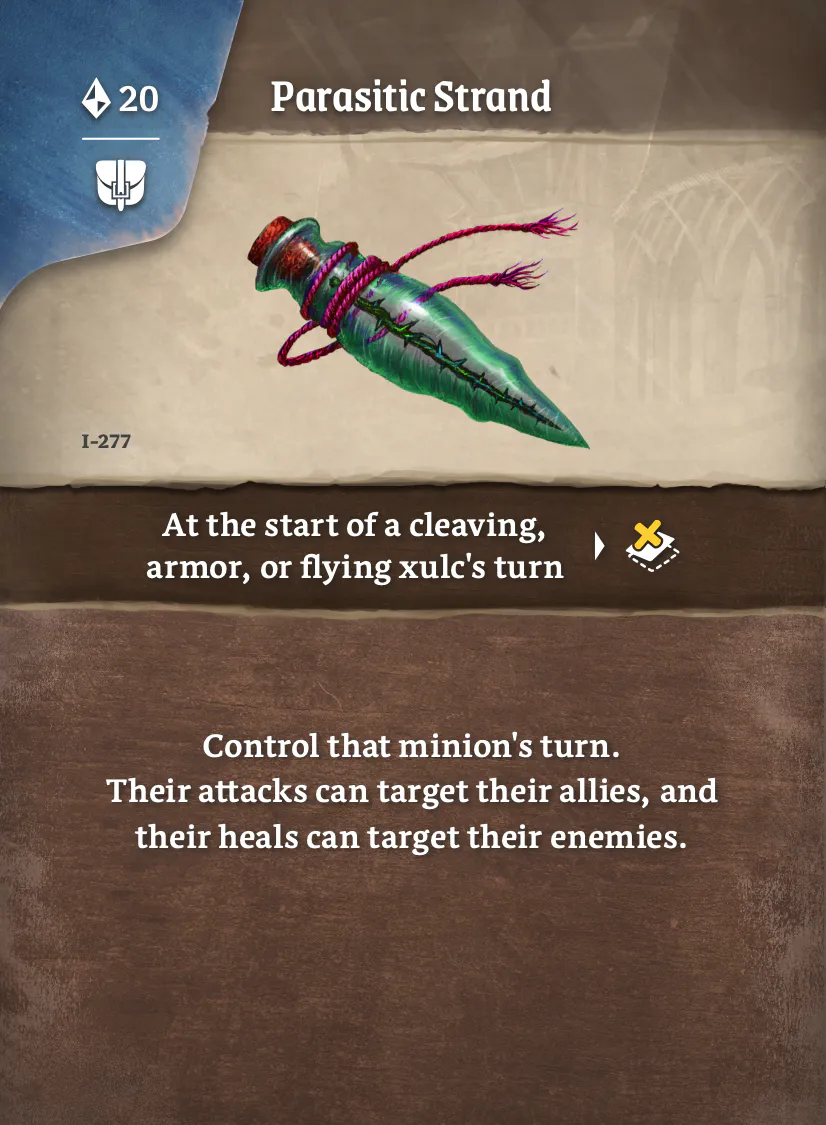 20
Parasitic Strand
I-277
At the start of a cleaving,
armor, or flying xulc's turn
Control that minion's turn.
Their attacks can target their allies, and
their heals can target their enemies.